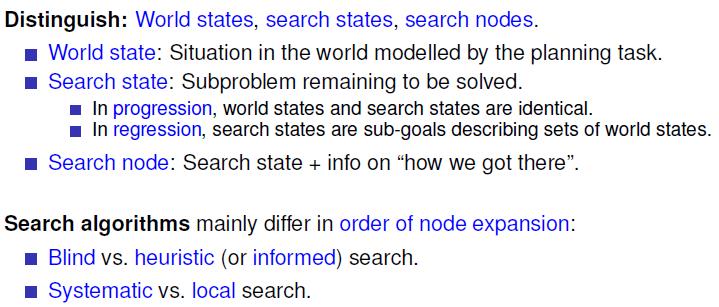 Distinguish: World states, search states, search nodes.
World state: Situation in the world modelled by the planning task.
Search state: Subproblem remaining to be solved.
In progression, world states and search states are identical.
In regression, search states are sub-goals describing sets of world states.
Search node: Search state + info on “how we got there”.
Search algorithms mainly differ in order of node expansion:
Blind vs. heuristic (or informed) search.
Systematic vs. local search.